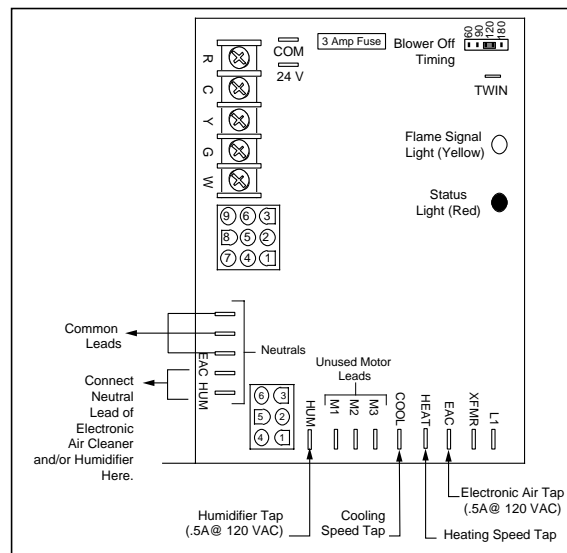 3 Amp Fuse
COM
24 V
Blower Off
Timing
60
90
120
180
TWIN
R
C
Y
G
W
Flame Signal
Light (Yellow)
Status
Light (Red)
9 6 3
8 5 2
7 4 1
Common
Leads
Neutrals
EAC HUM
Connect
Neutral
Lead of
Electronic
Air Cleaner
and/or Humidifier
Here.
Unused Motor
Leads
6 3
5 2
4 1
HUM
M1
M2
M3
COOL
HEAT
EAC
XFMR
L1
Humidifier Tap
(.5A@ 120 VAC)
Cooling
Speed Tap
Electronic Air Tap
(.5A@ 120 VAC)
Heating Speed Tap